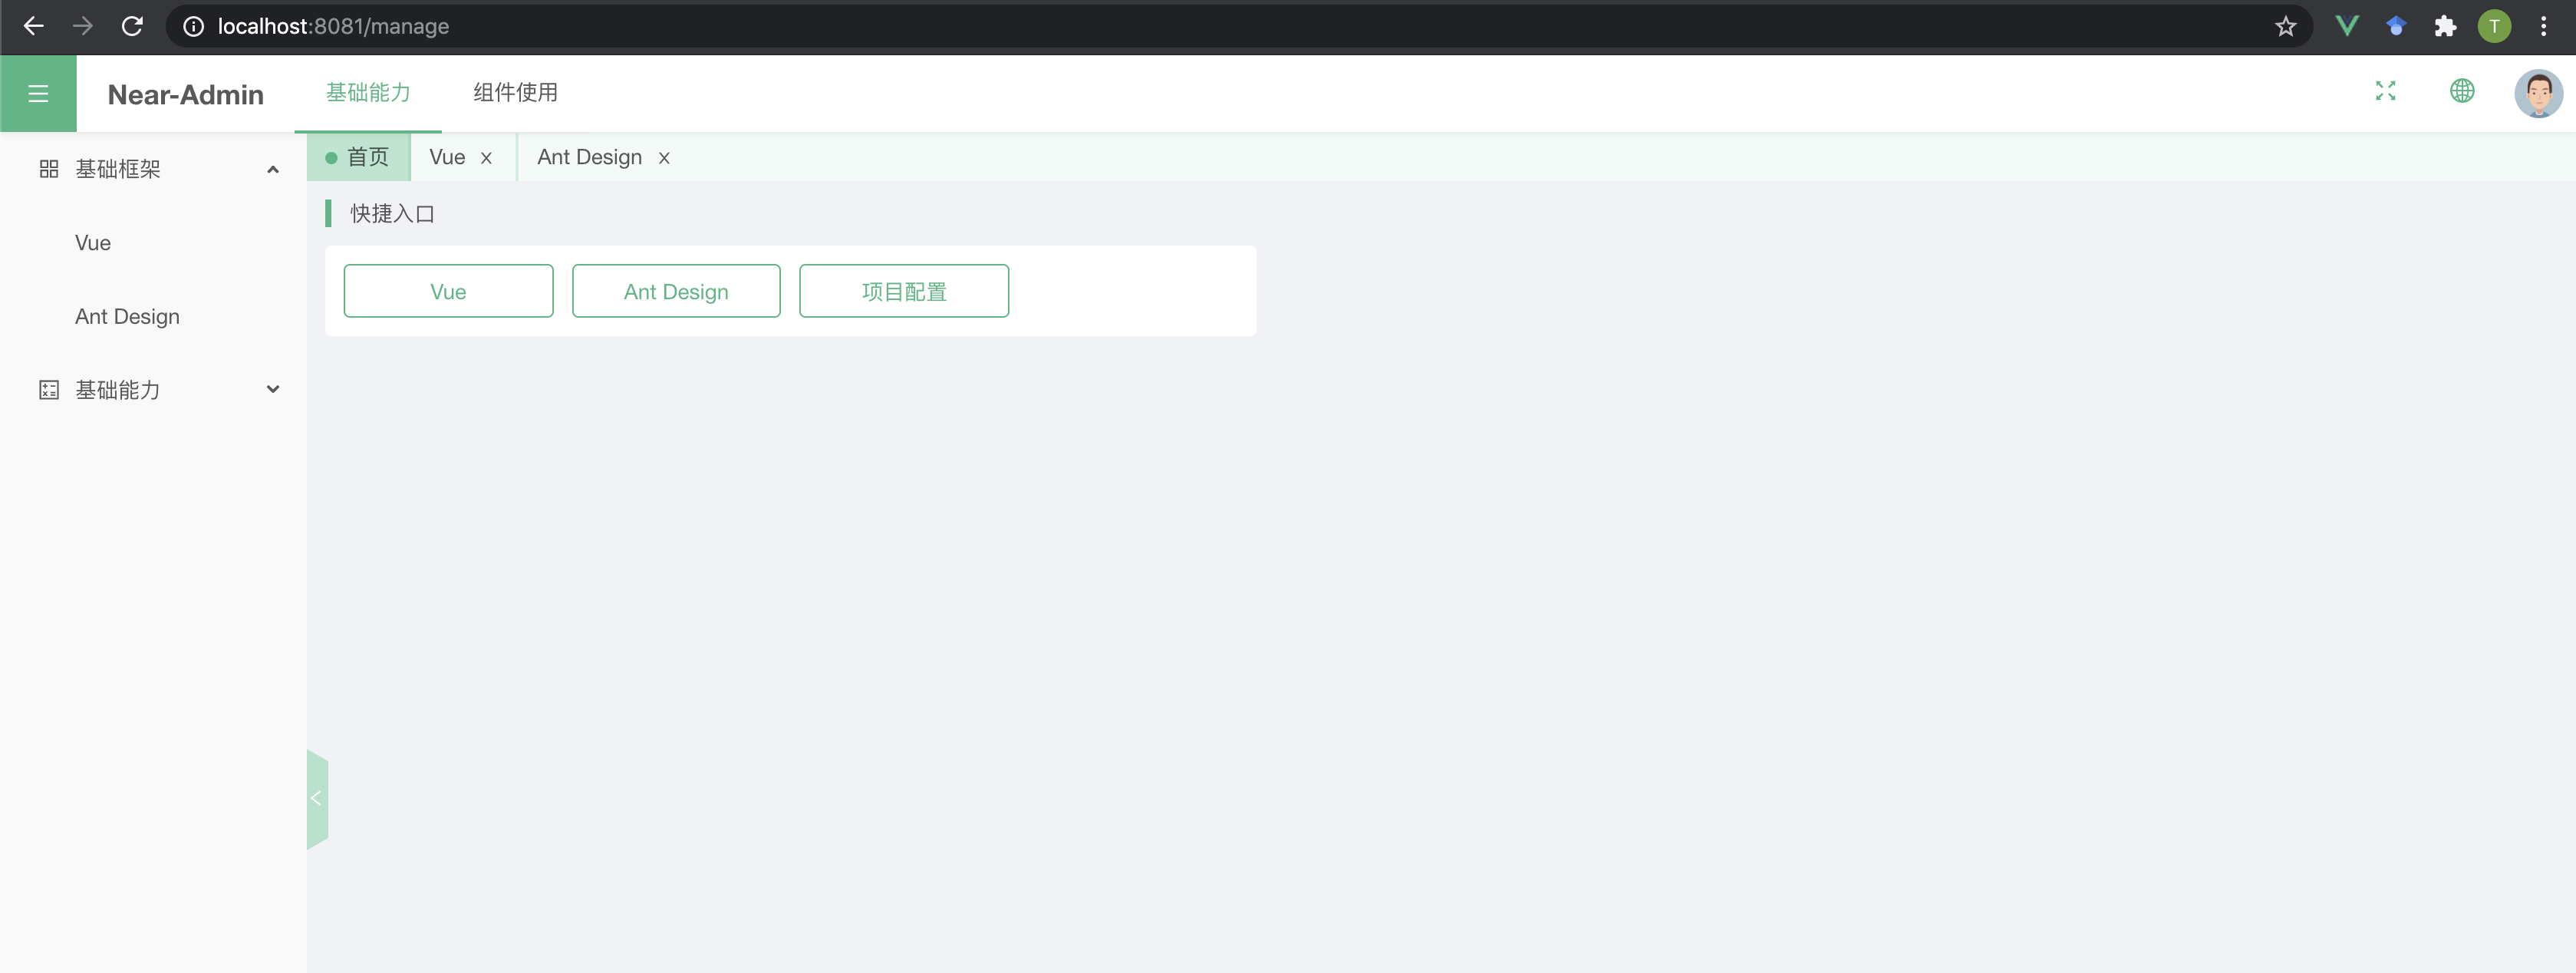 localhost:8081/manage
T
Near-Admin
基础能力
组件使用
基础框架
Vue
Ant Design
基础能力
首页
Vue
Ant Design
快捷入口
Vue
Ant Design
项目配置